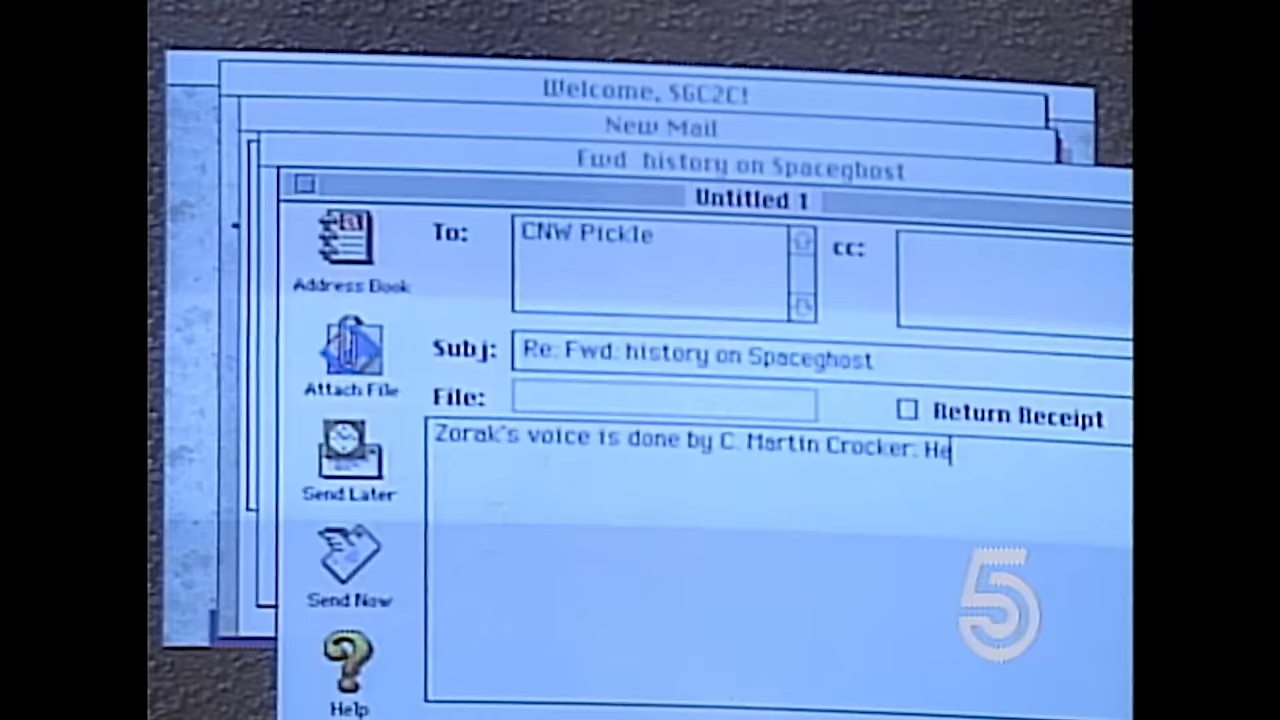 Welcome, SGC2C!
New Mail
Fwd history on Spaceghost
Untitled 1
To: CNW Pickle
cc:
Address Book
Attach File
Subj: Re: Fwd: history on Spaceghost
File:
Return Receipt
Zorak's voice is done by C. Martin Crocker. He
Send Later
Send Now
Help
5